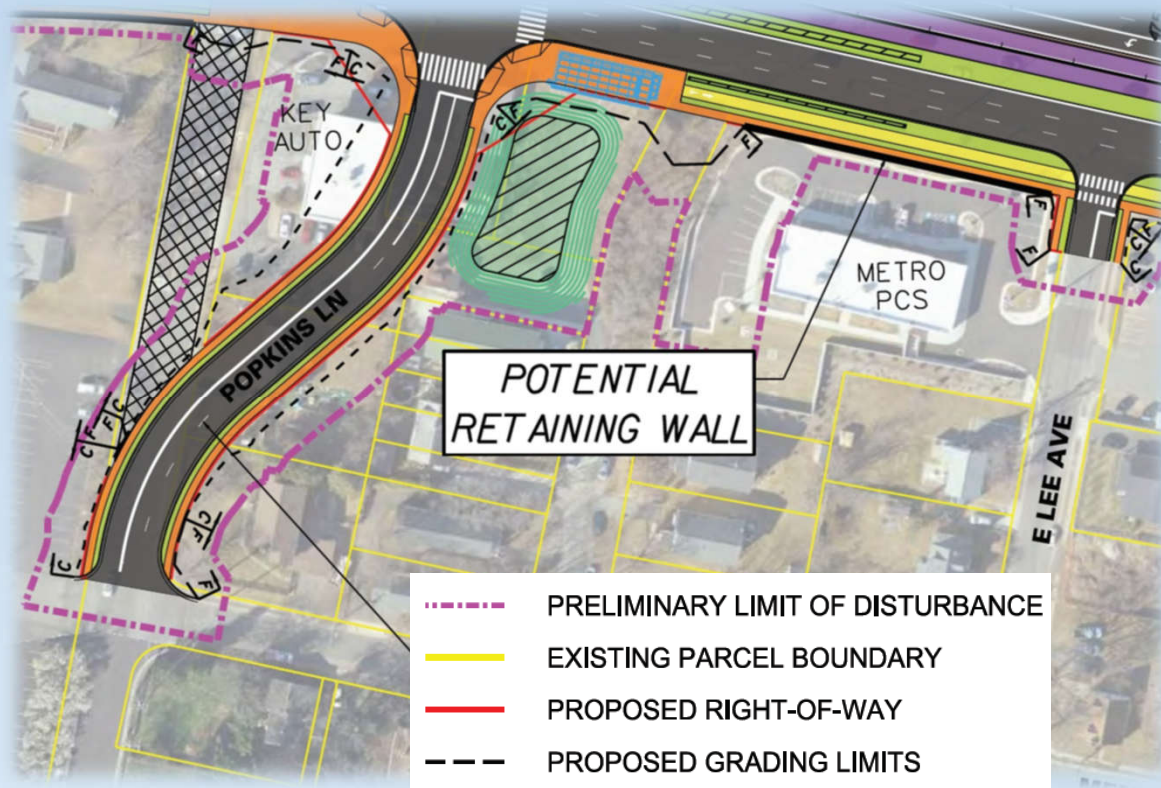 KEY
AUTO
F
C
C
F
F
F
F
C
F
METRO
PCS
POPKINS LN
POTENTIAL
RETAINING WALL
E LEE AVE
C
F
F
C
C
F
C
F
PRELIMINARY LIMIT OF DISTURBANCE
EXISTING PARCEL BOUNDARY
PROPOSED RIGHT-OF-WAY
PROPOSED GRADING LIMITS